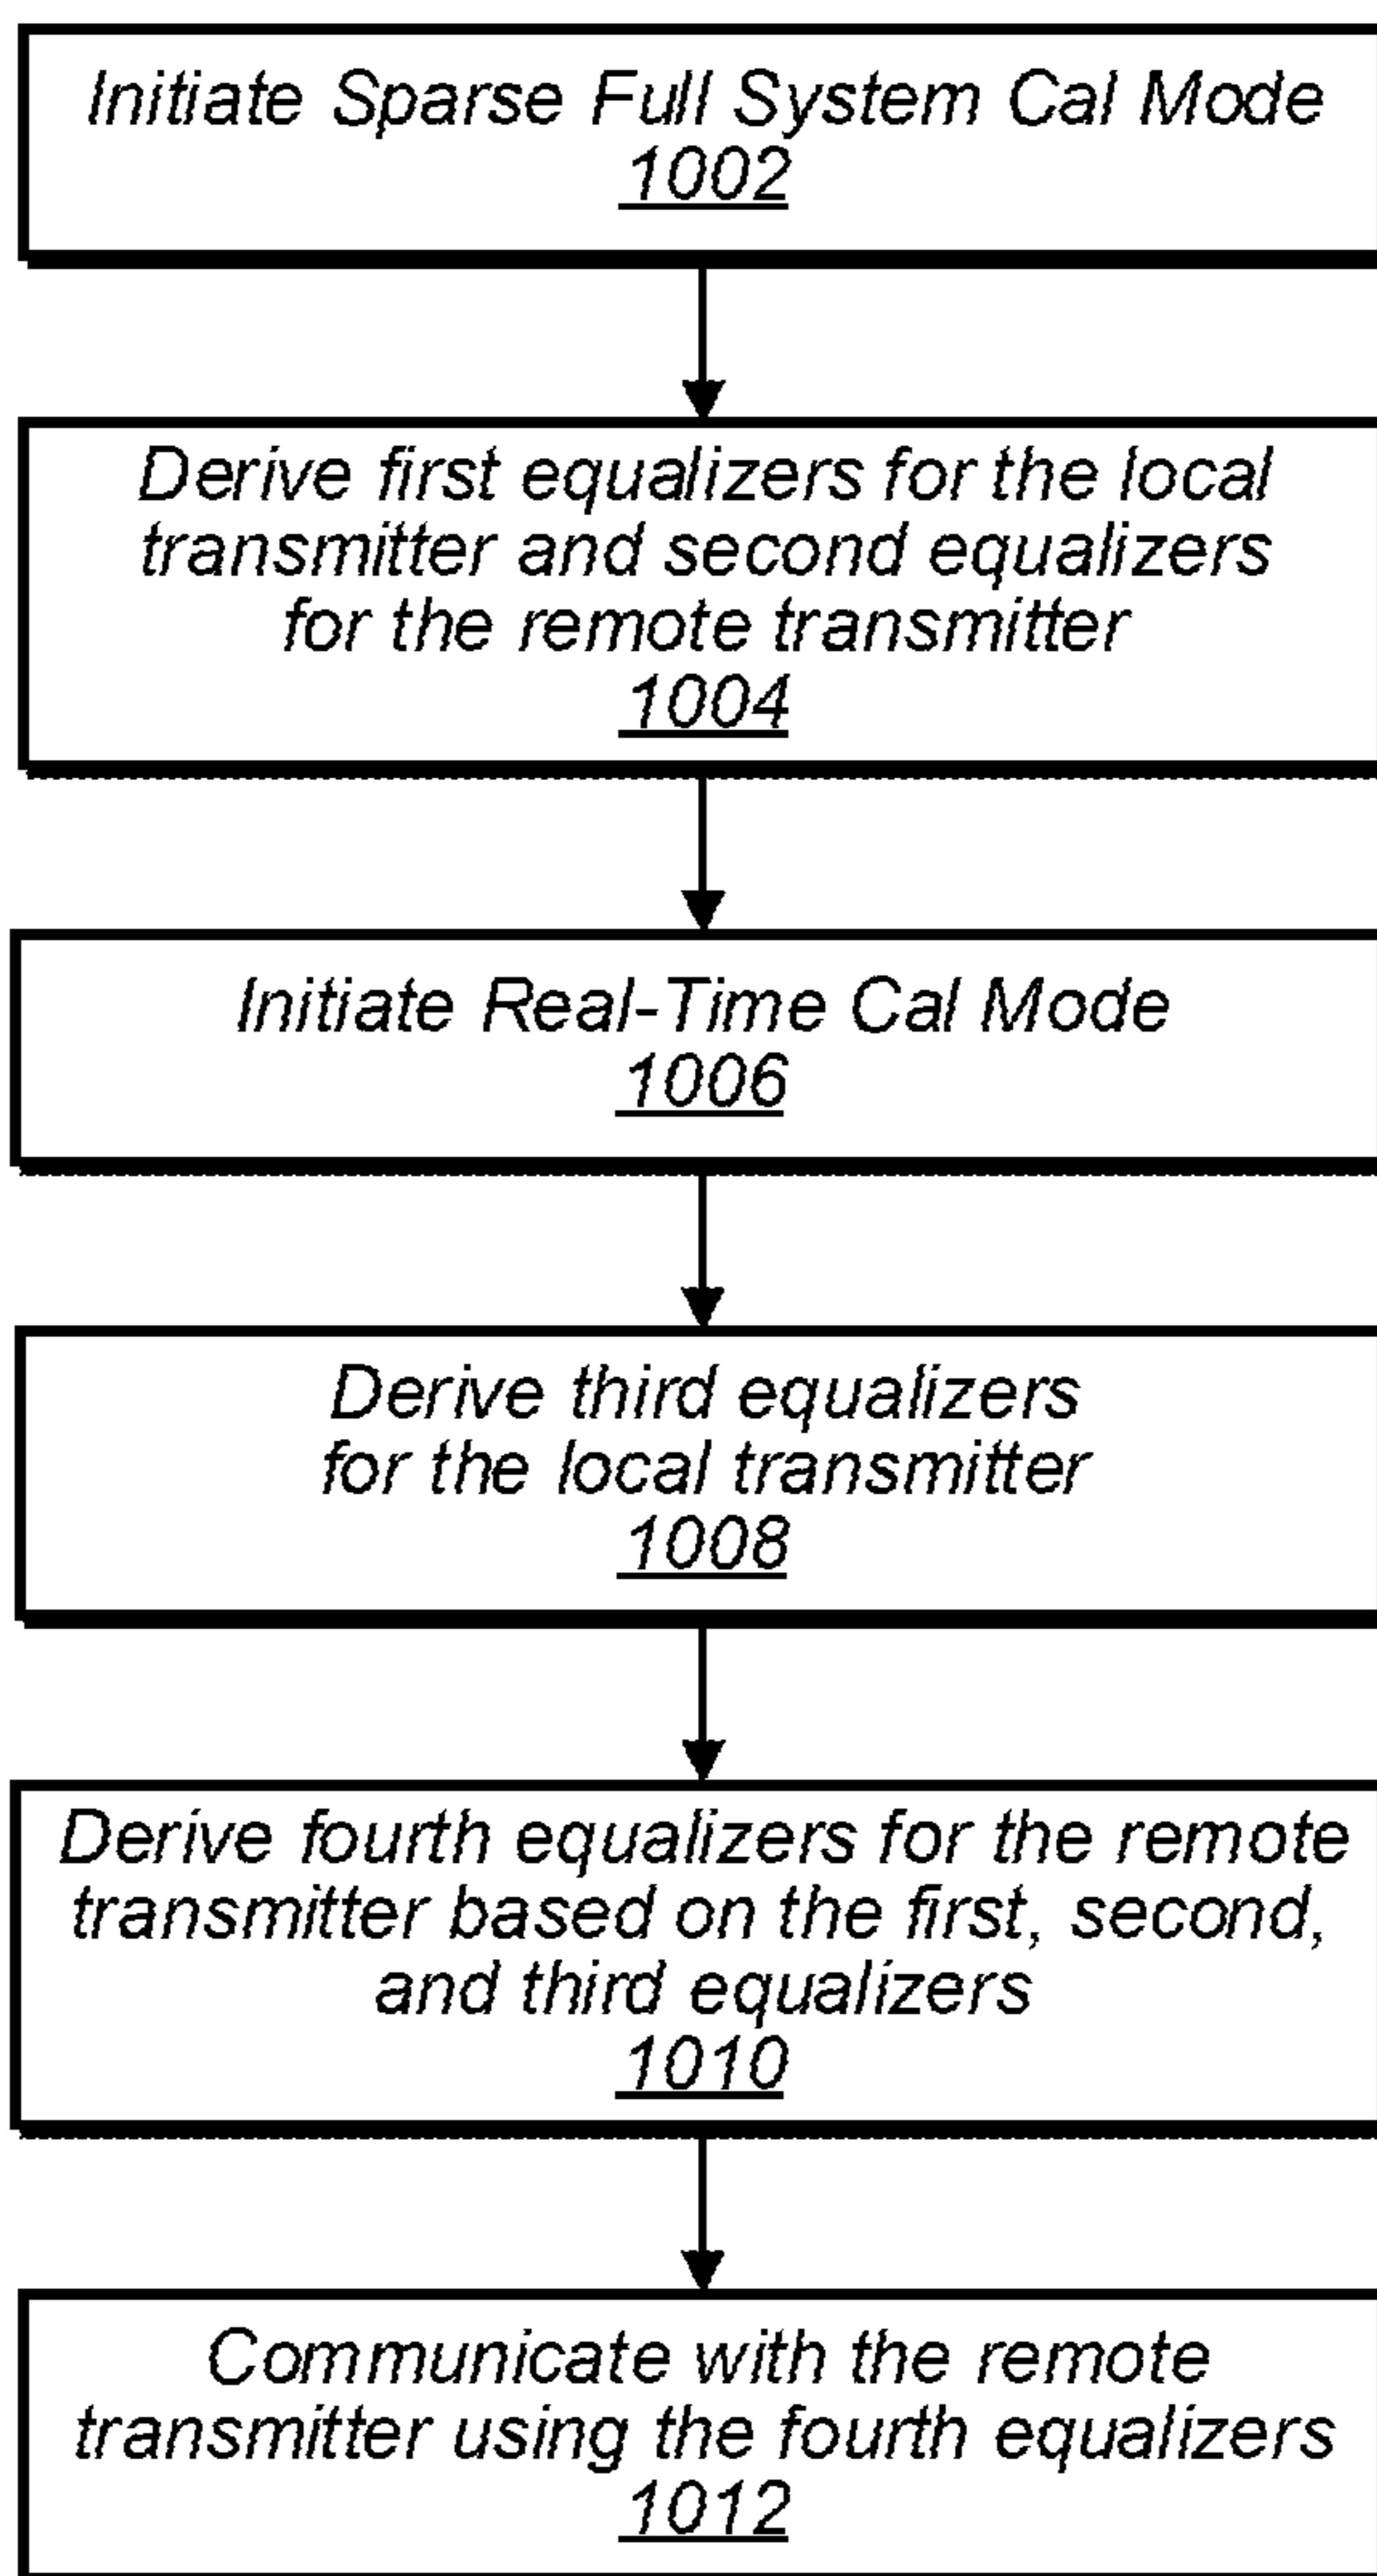 Initiate Sparse Full System Cal Mode
1002
Derive first equalizers for the local
transmitter and second equalizers
for the remote transmitter
1004
Initiate Real-Time Cal Mode
1006
Derive third equalizers
for the local transmitter
1008
Derive fourth equalizers for the remote
transmitter based on the first, second,
and third equalizers
1010
Communicate with the remote
transmitter using the fourth equalizers
1012